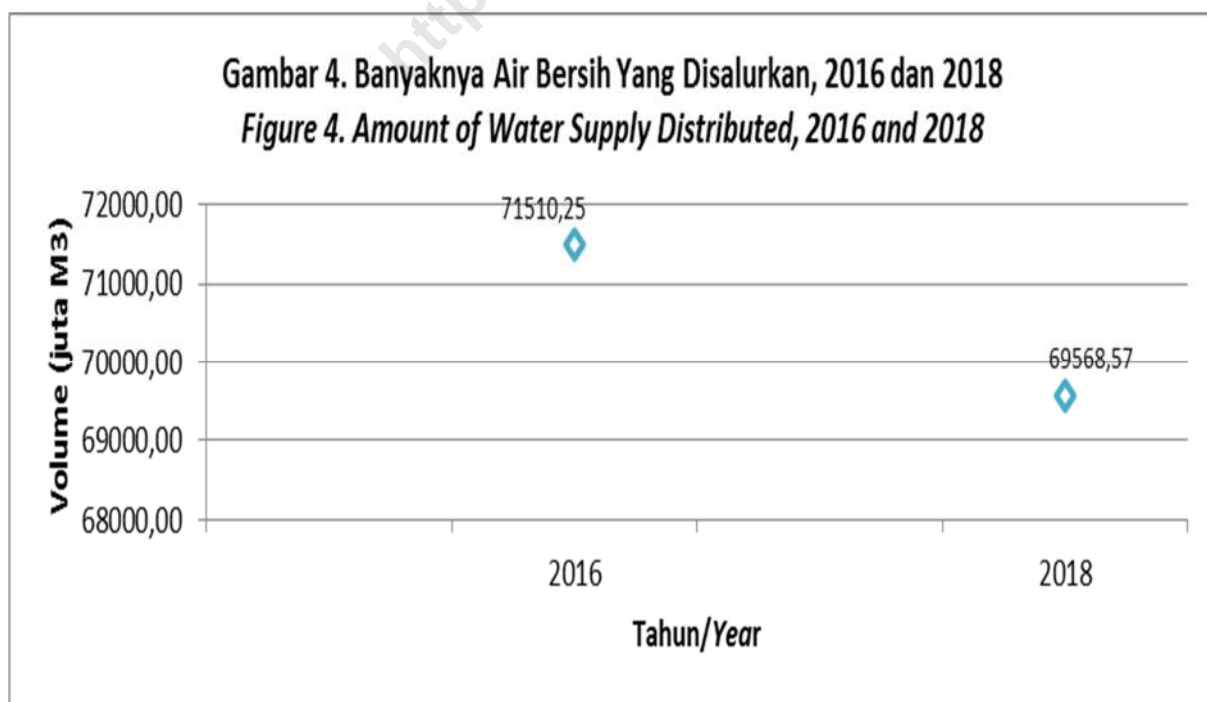 http
Gambar 4. Banyaknya Air Bersih Yang Disalurkan, 2016 dan 2018
Figure 4. Amount of Water Supply Distributed, 2016 and 2018
Volume (juta M3)
72000,00
71000,00
70000,00
69000,00
68000,00
71510,25
69568,57
2016
2018
Tahun/Year